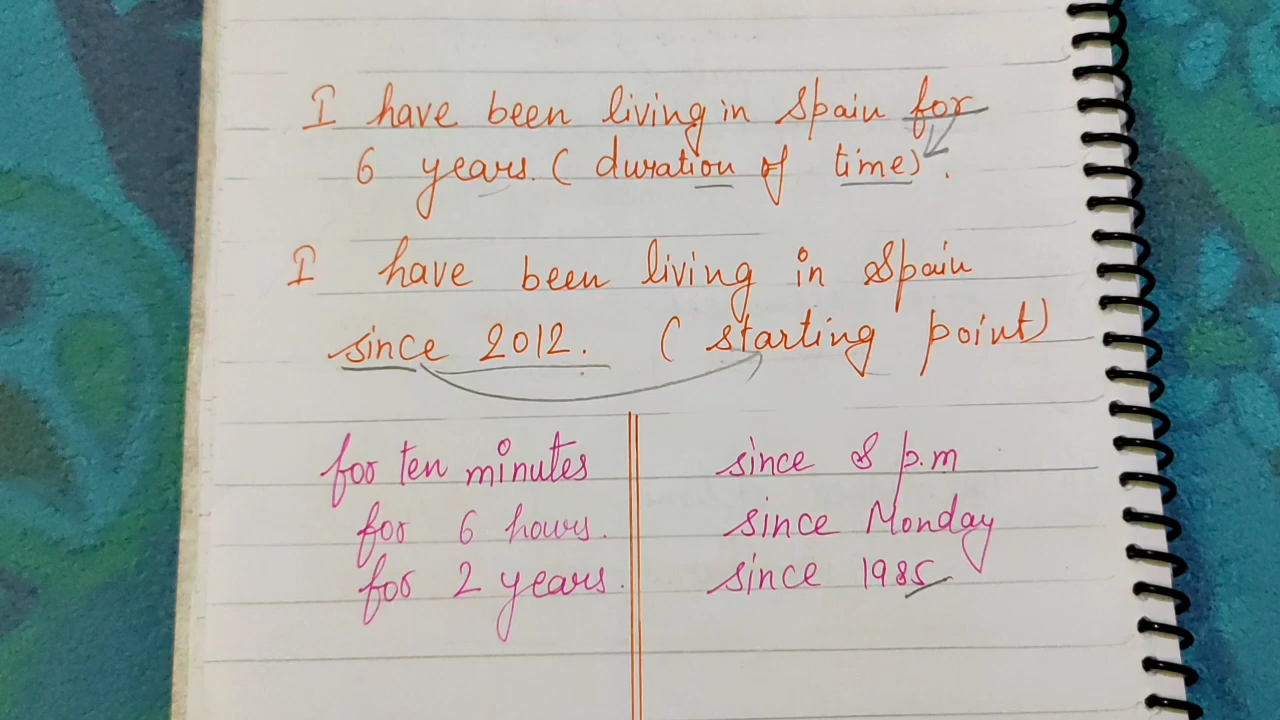 I have been living in Spain for
6 years. ( duration of time).
I have been living in Spain
since 2012. ( starting point)
for ten minutes
for 6 hours.
for 2 years.
since 8 p.m
since Monday
since 1985